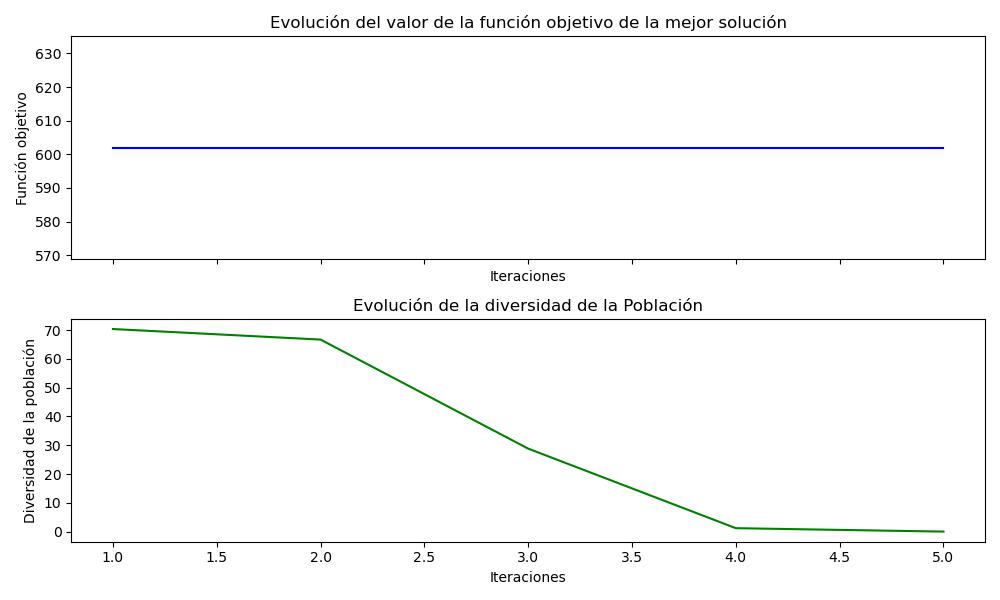 Evolución del valor de la función objetivo de la mejor solución
Función objetivo
630
620
610
600
590
580
570
Iteraciones
Evolución de la diversidad de la Población
Diversidad de la población
70
60
50
40
30
20
10
0
1.0 1.5 2.0 2.5 3.0 3.5 4.0 4.5 5.0
Iteraciones